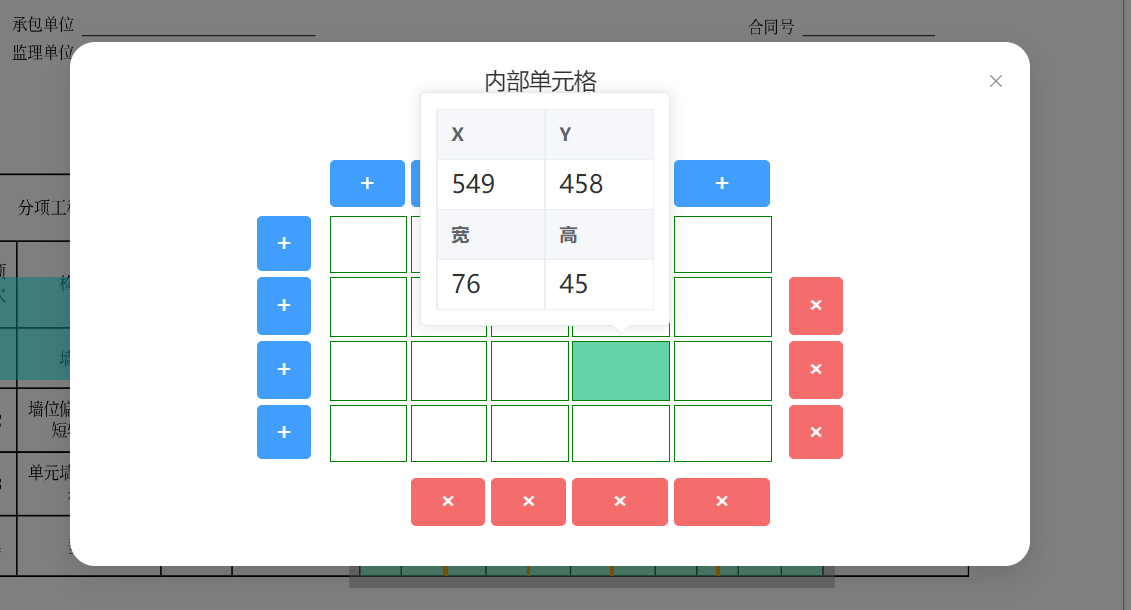 承包单位
合同号
监理单位
内部单元格
×
X Y
549 458
宽 高
76 45
+ +
分项工
+
+ ×
+ ×
墙位偏
+ ×
短
单元墙
× × × ×